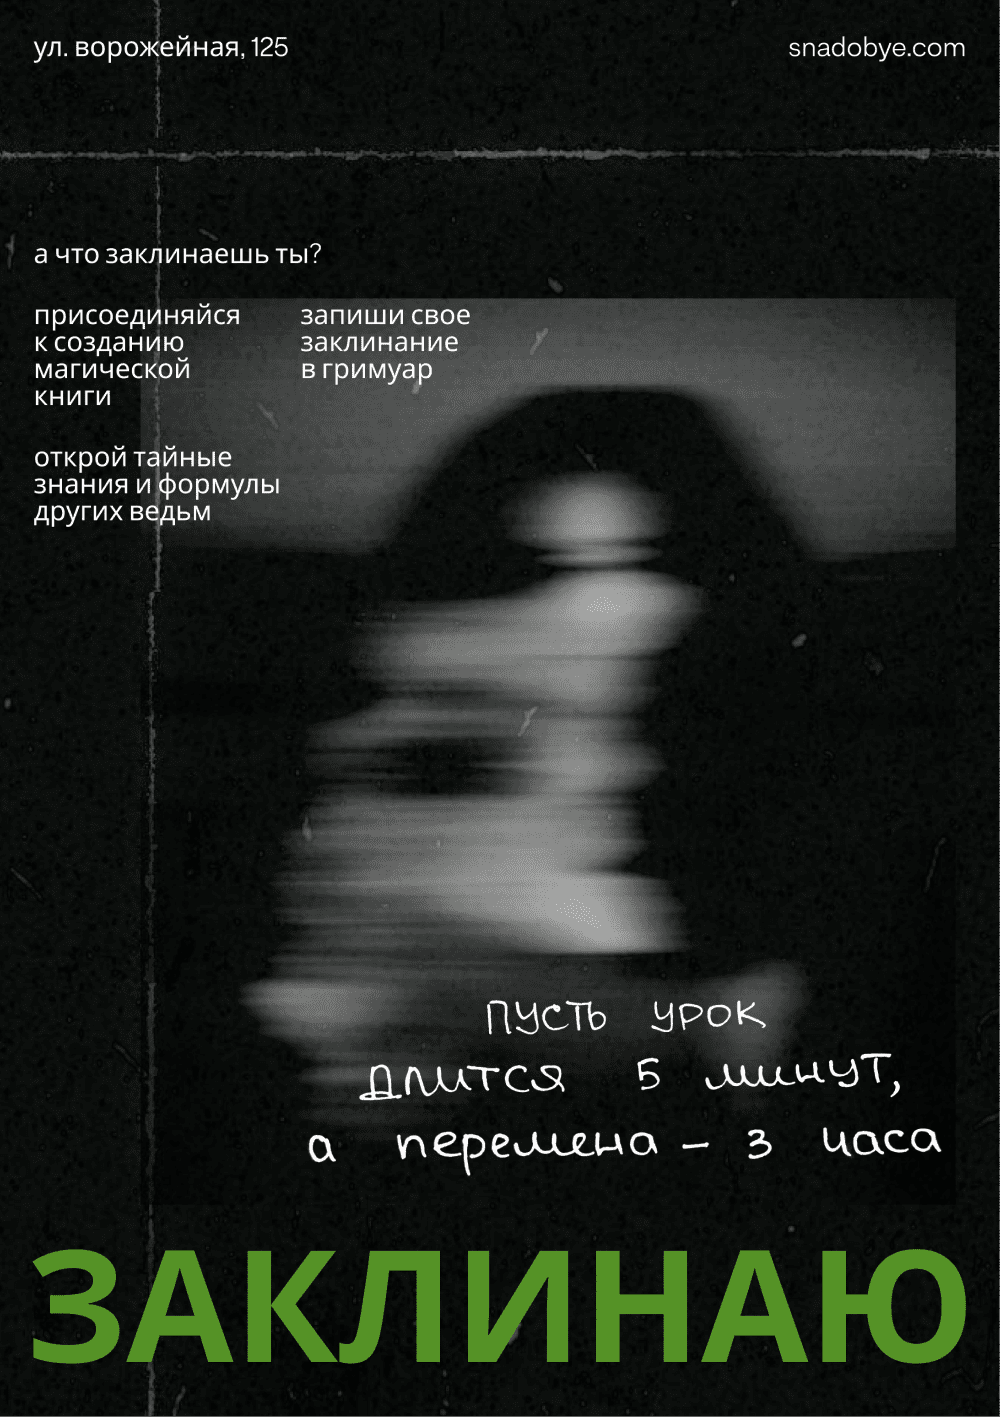 ул. ворожейная, 125
snadobye.com
а что заклинаешь ты?
присоединяйся
к созданию
магической
книги
запиши свое
заклинание
в гримуар
открой тайные
знания и формулы
других ведьм
пусть урок
длится 5 минут,
а перемена – 3 часа
ЗАКЛИНАЮ